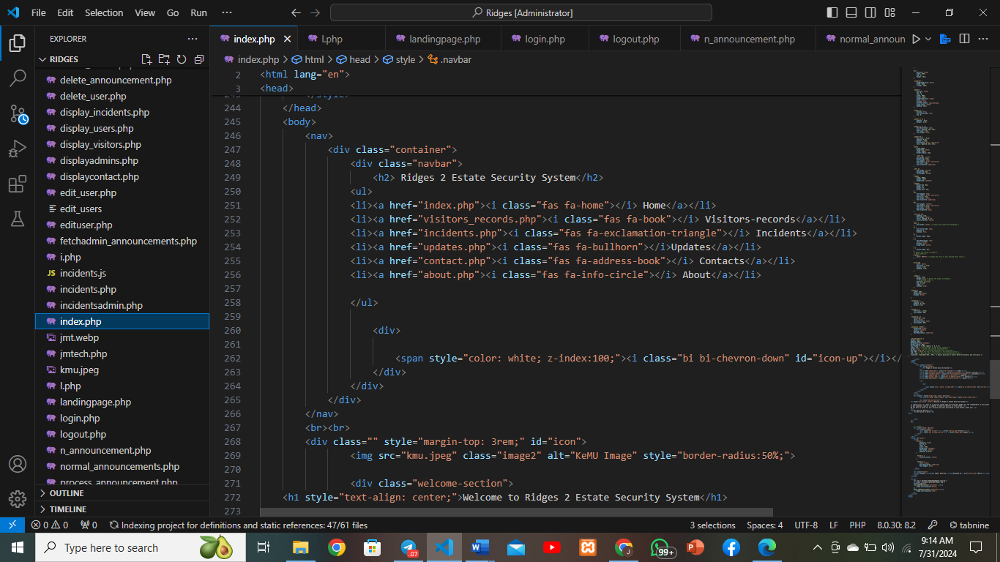 File Edit Selection View Go Run ··· Ridges [Administrator]
EXPLORER ···
index.php l.php landingpage.php login.php logout.php n_announcement.php normal_announ
RIDGES
index.php > html > head > style > .navbar
delete_announcement.php
delete_user.php
display_incidents.php
display_users.php
display_visitors.php
displayadmins.php
displaycontact.php
edit_user.php
edit_users
edituser.php
fetchadmin_announcements.php
i.php
JS incidents.js
incidents.php
incidentsadmin.php
index.php
jmt.webp
jmtech.php
kmu.jpeg
l.php
landingpage.php
login.php
logout.php
n_announcement.php
normal_announcements.php
process_announcement.php
OUTLINE
TIMELINE
2 <html lang="en">
3 <head>
243 </style>
244 </head>
245 <body>
246 <nav>
247 <div class="container">
248 <div class="navbar">
249 <h2> Ridges 2 Estate Security System</h2>
250 <ul>
251 <li><a href="index.php"><i class="fas fa-home"></i> Home</a></li>
252 <li><a href="visitors_records.php"><i class="fas fa-book"></i> Visitors-records</a></li>
253 <li><a href="incidents.php"><i class="fas fa-exclamation-triangle"></i> Incidents</a></li>
254 <li><a href="updates.php"><i class="fas fa-bullhorn"></i>Updates</a></li>
255 <li><a href="contact.php"><i class="fas fa-address-book"></i> Contacts</a></li>
256 <li><a href="about.php"><i class="fas fa-info-circle"></i> About</a></li>
257
258 </ul>
259
260 <div>
261
262 <span style="color: white; z-index:100;"><i class="bi bi-chevron-down" id="icon-up"></i></
263 </div>
264 </div>
265 </div>
266 </nav>
267 <br><br>
268 <div class="" style="margin-top: 3rem;" id="icon">
269 <img src="kmu.jpeg" class="image2" alt="KeMU Image" style="border-radius:50%;">
270
271 <div class="welcome-section">
272 <h1 style="text-align: center;">Welcome to Ridges 2 Estate Security System</h1>
273
0 0 0 Indexing project for definitions and static references: 47/61 files 3 selections Spaces: 4 UTF-8 LF PHP 8.0.30: 8.2 tabnine
Type here to search
.07
99+
9:14 AM
7/31/2024